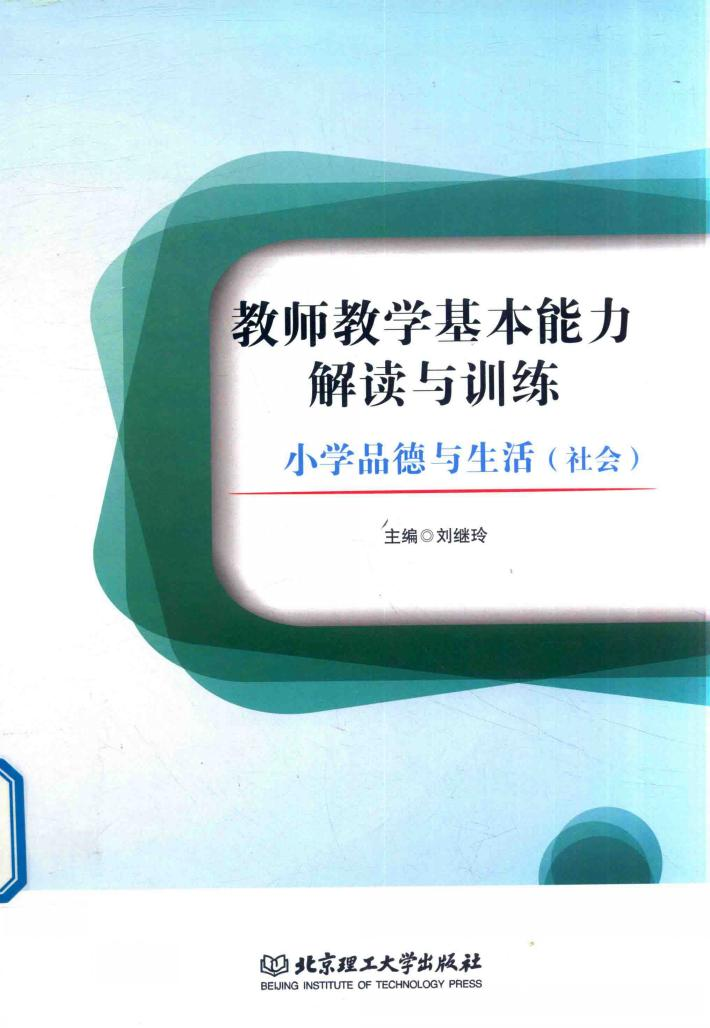 教师教学基本能力
解读与训练
小学品德与生活（社会）
主编◎刘继玲
北京理工大学出版社
BEIJING INSTITUTE OF TECHNOLOGY PRESS